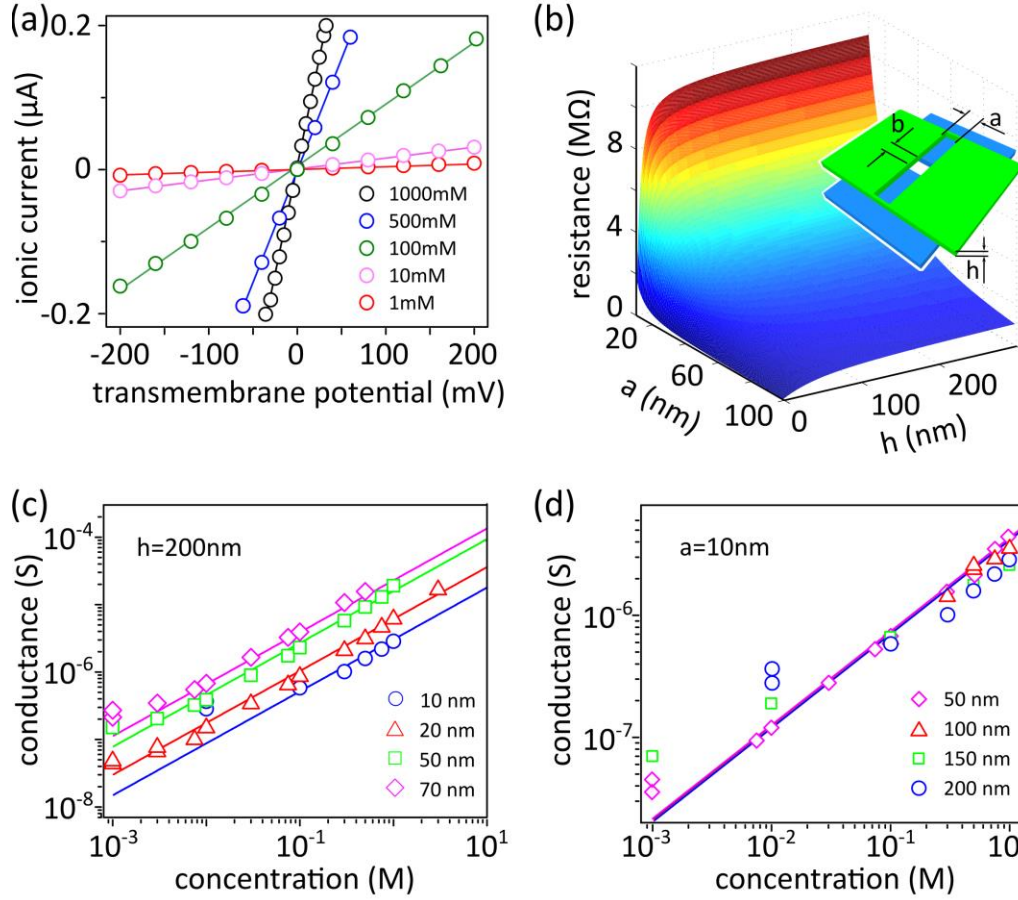 (a)
0.2
0
-0.2
ionic current (μA)
1000mM
500mM
100mM
10mM
1mM
-200 -100 0 100 200
transmembrane potential (mV)
(b)
resistance (MΩ)
8
4
0
20
60
100
a (nm)
0
100
200
h (nm)
b
a
h
(c)
h=200nm
conductance (S)
10⁻⁴
10⁻⁶
10⁻⁸
10 nm
20 nm
50 nm
70 nm
10⁻³ 10⁻¹ 10¹
concentration (M)
(d)
a=10nm
conductance (S)
10⁻⁶
10⁻⁷
50 nm
100 nm
150 nm
200 nm
10⁻³ 10⁻² 10⁻¹ 10⁰
concentration (M)